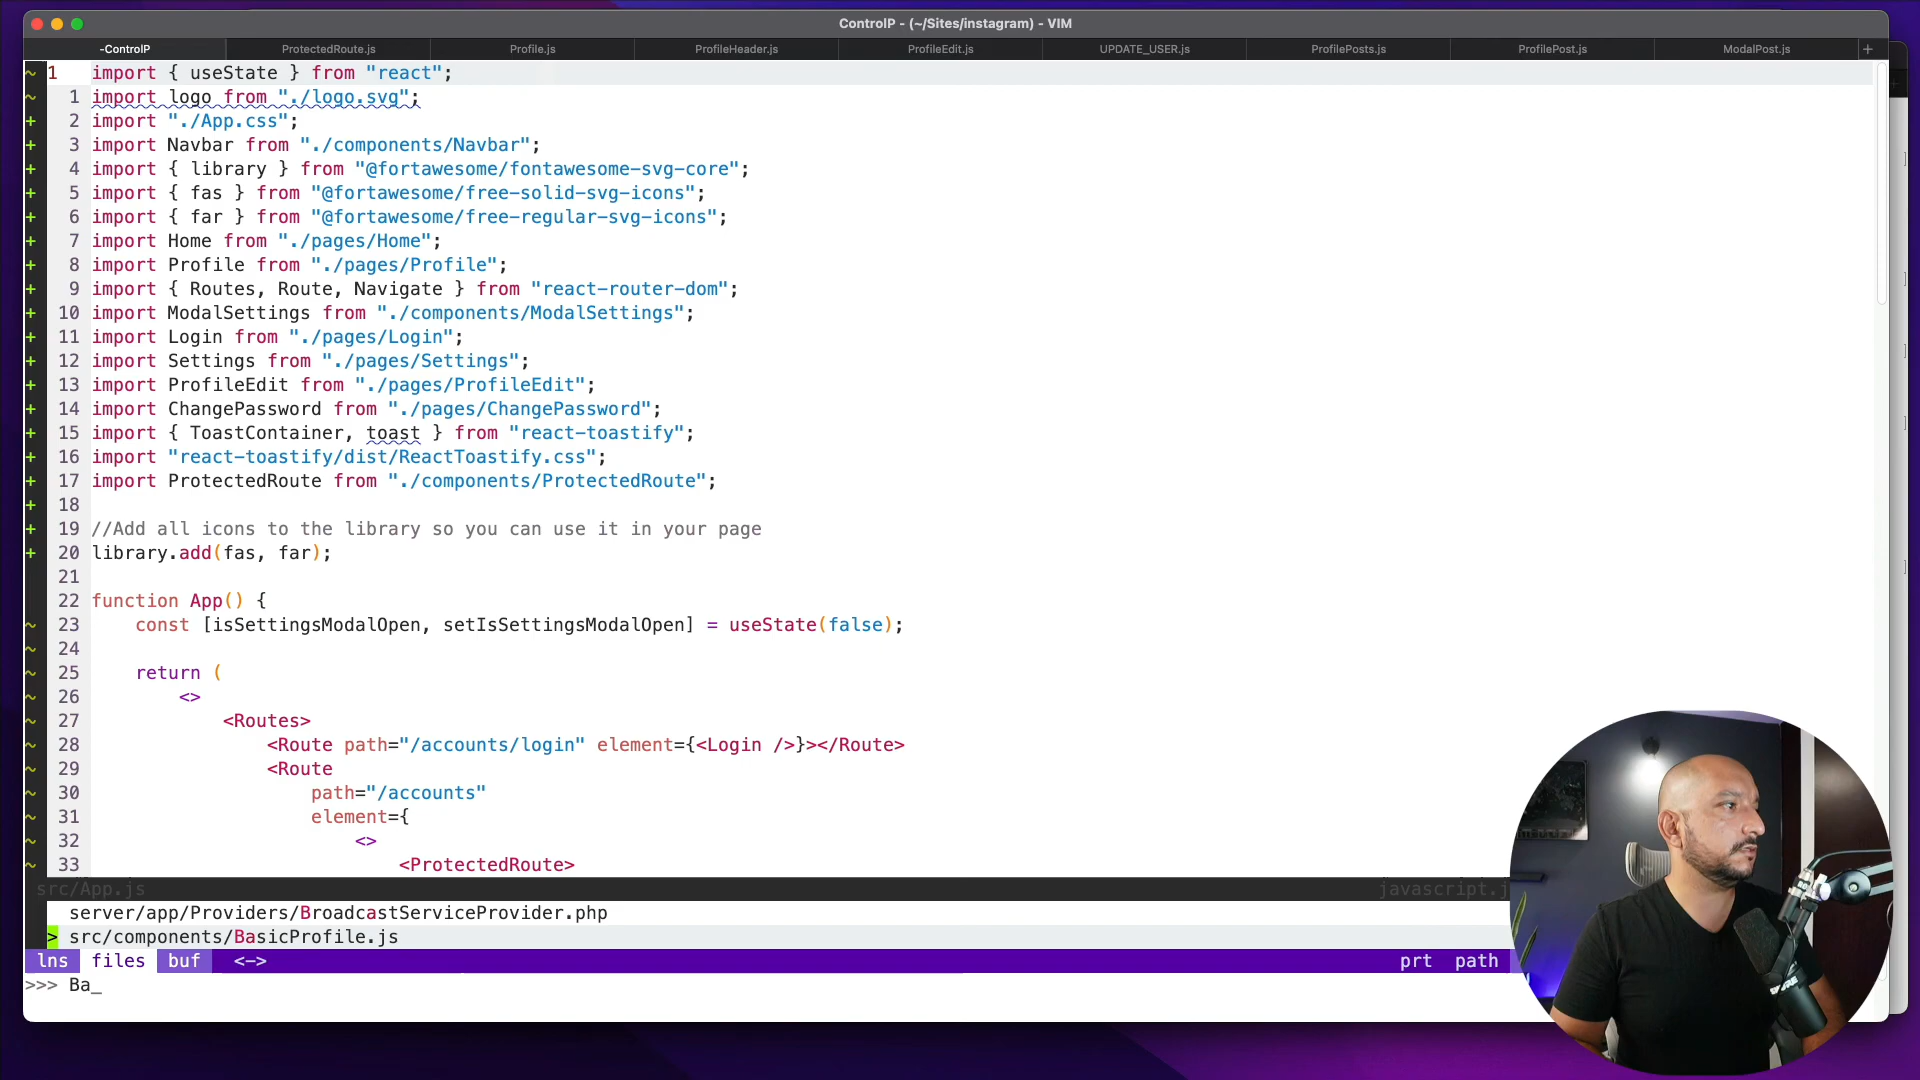 ControlP - (~/Sites/instagram) - VIM
-ControlP ProtectedRoute.js Profile.js ProfileHeader.js ProfileEdit.js UPDATE_USER.js ProfilePosts.js ProfilePost.js ModalPost.js +
~ 1 import { useState } from "react";
~ 1 import logo from "./logo.svg";
+ 2 import "./App.css";
+ 3 import Navbar from "./components/Navbar";
+ 4 import { library } from "@fortawesome/fontawesome-svg-core";
+ 5 import { fas } from "@fortawesome/free-solid-svg-icons";
+ 6 import { far } from "@fortawesome/free-regular-svg-icons";
+ 7 import Home from "./pages/Home";
+ 8 import Profile from "./pages/Profile";
+ 9 import { Routes, Route, Navigate } from "react-router-dom";
+ 10 import ModalSettings from "./components/ModalSettings";
+ 11 import Login from "./pages/Login";
+ 12 import Settings from "./pages/Settings";
+ 13 import ProfileEdit from "./pages/ProfileEdit";
+ 14 import ChangePassword from "./pages/ChangePassword";
+ 15 import { ToastContainer, toast } from "react-toastify";
+ 16 import "react-toastify/dist/ReactToastify.css";
+ 17 import ProtectedRoute from "./components/ProtectedRoute";
+ 18
+ 19 //Add all icons to the library so you can use it in your page
+ 20 library.add(fas, far);
21
22 function App() {
~ 23 const [isSettingsModalOpen, setIsSettingsModalOpen] = useState(false);
~ 24
~ 25 return (
~ 26 <>
~ 27 <Routes>
~ 28 <Route path="/accounts/login" element={<Login />}></Route>
~ 29 <Route
~ 30 path="/accounts"
~ 31 element={
~ 32 <>
~ 33 <ProtectedRoute>
src/App.js javascript.j
server/app/Providers/BroadcastServiceProvider.php
> src/components/BasicProfile.js
lns files buf <-> prt path
>>> Ba_